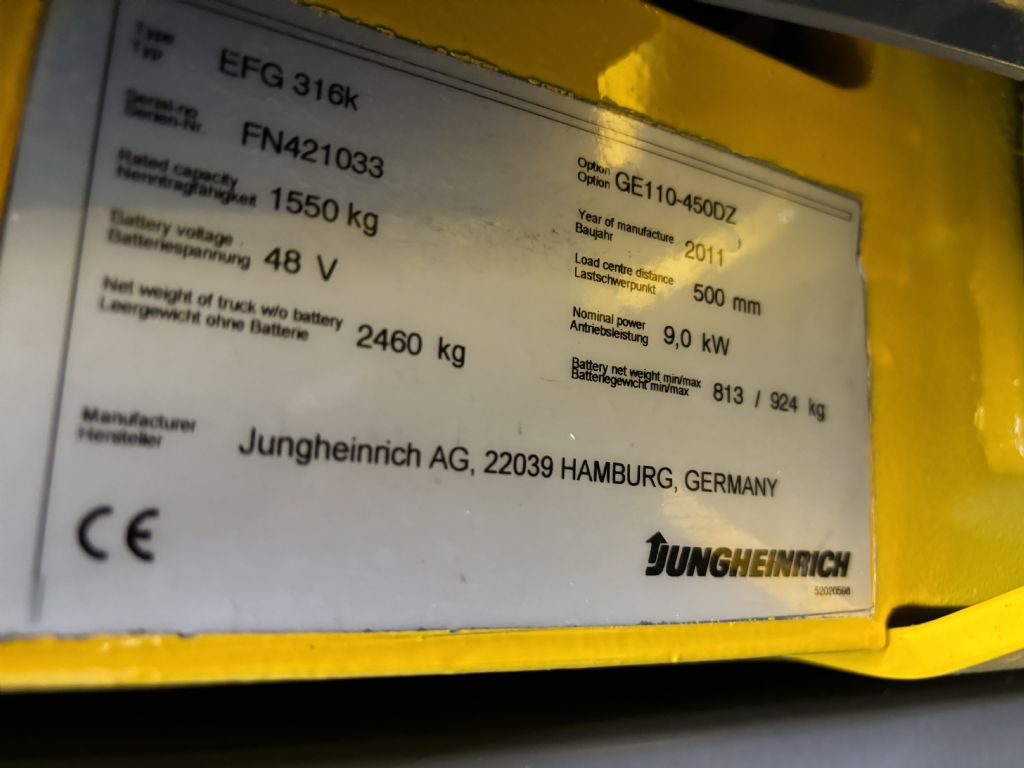 Type
Typ
EFG 316k
Serial-no.
Serien-Nr.
FN421033
Option
Option
GE110-450DZ
Rated capacity
Nenntragfähigkeit
1550 kg
Year of manufacture
Baujahr
2011
Battery voltage
Batteriespannung
48 V
Load centre distance
Lastschwerpunkt
500 mm
Net weight of truck w/o battery
Leergewicht ohne Batterie
2460 kg
Nominal power
Antriebsleistung
9,0 kW
Battery net weight min/max
Batteriegewicht min/max
813 / 924 kg
Manufacturer
Hersteller
Jungheinrich AG, 22039 HAMBURG, GERMANY
CE
JUNGHEINRICH
52020598